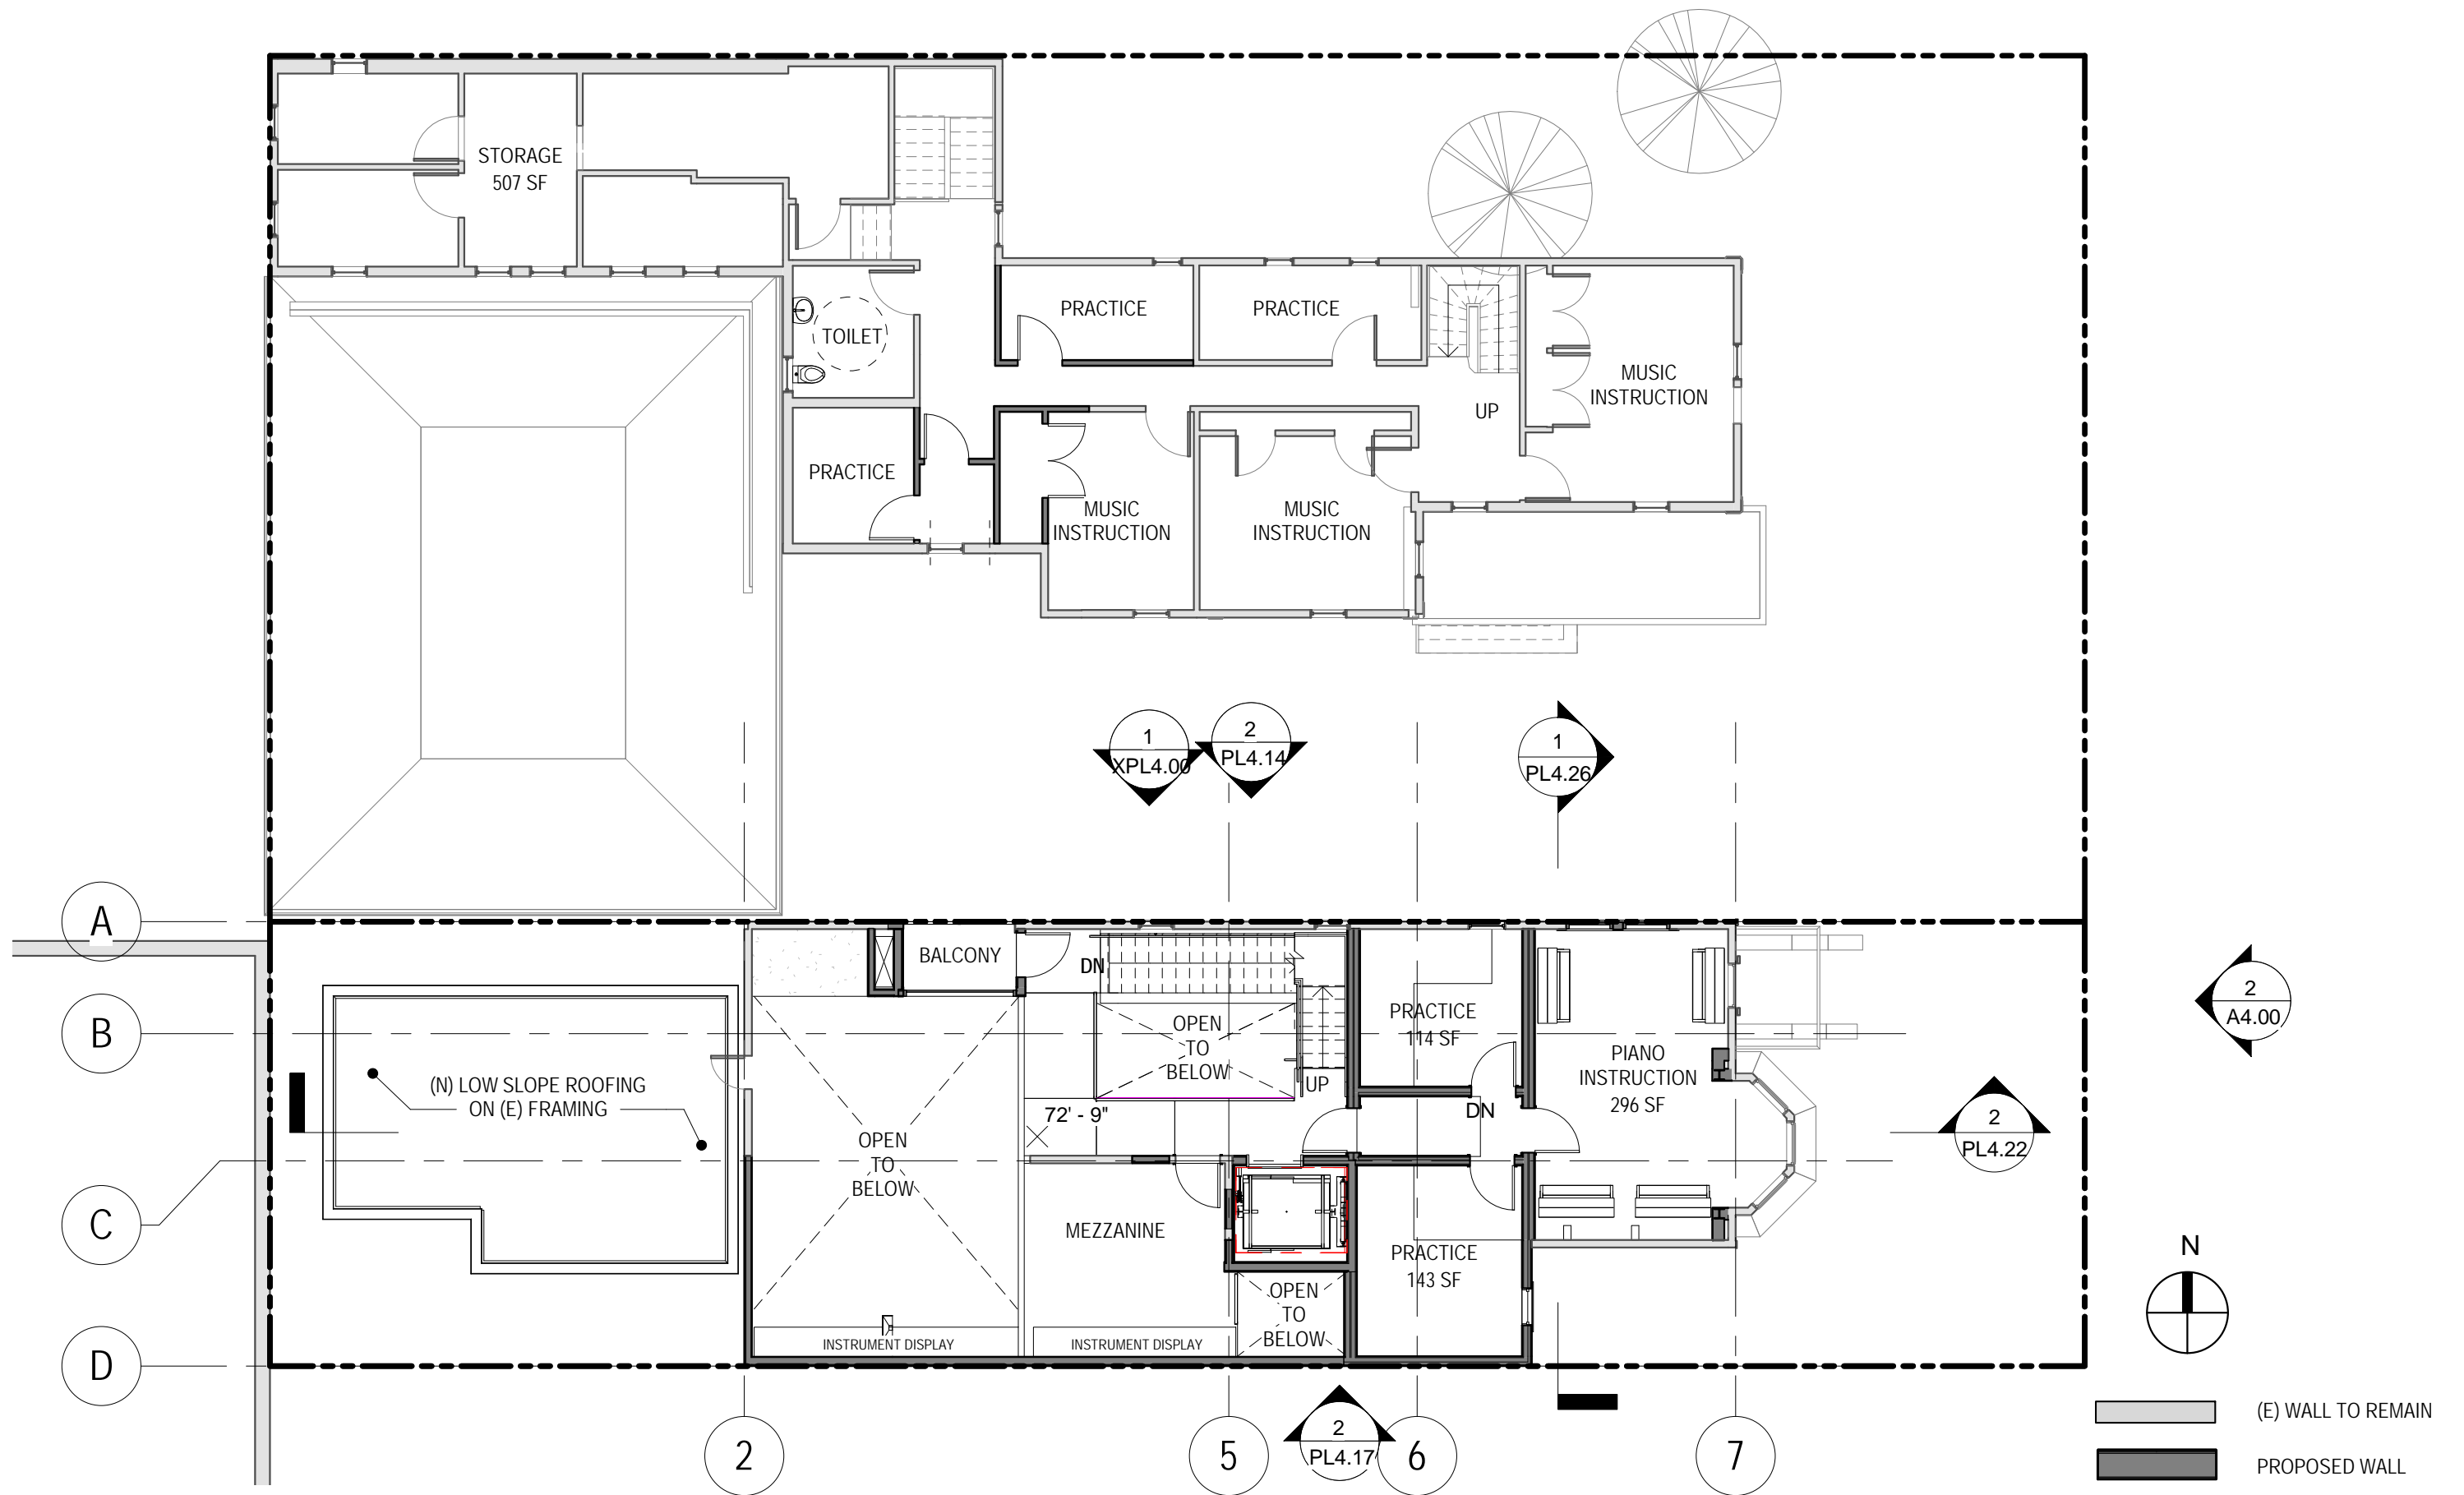 STORAGE
507 SF
TOILET
PRACTICE
PRACTICE
MUSIC
INSTRUCTION
UP
PRACTICE
MUSIC
INSTRUCTION
MUSIC
INSTRUCTION
1
XPL4.00
2
PL4.14
1
PL4.26
A
B
C
D
BALCONY
DN
OPEN
TO
BELOW
UP
PRACTICE
114 SF
DN
PIANO
INSTRUCTION
296 SF
2
A4.00
2
PL4.22
(N) LOW SLOPE ROOFING
ON (E) FRAMING
OPEN
TO
BELOW
72' - 9"
MEZZANINE
PRACTICE
143 SF
OPEN
TO
BELOW
INSTRUMENT DISPLAY
INSTRUMENT DISPLAY
N
2
5
2
PL4.17
6
7
(E) WALL TO REMAIN
PROPOSED WALL